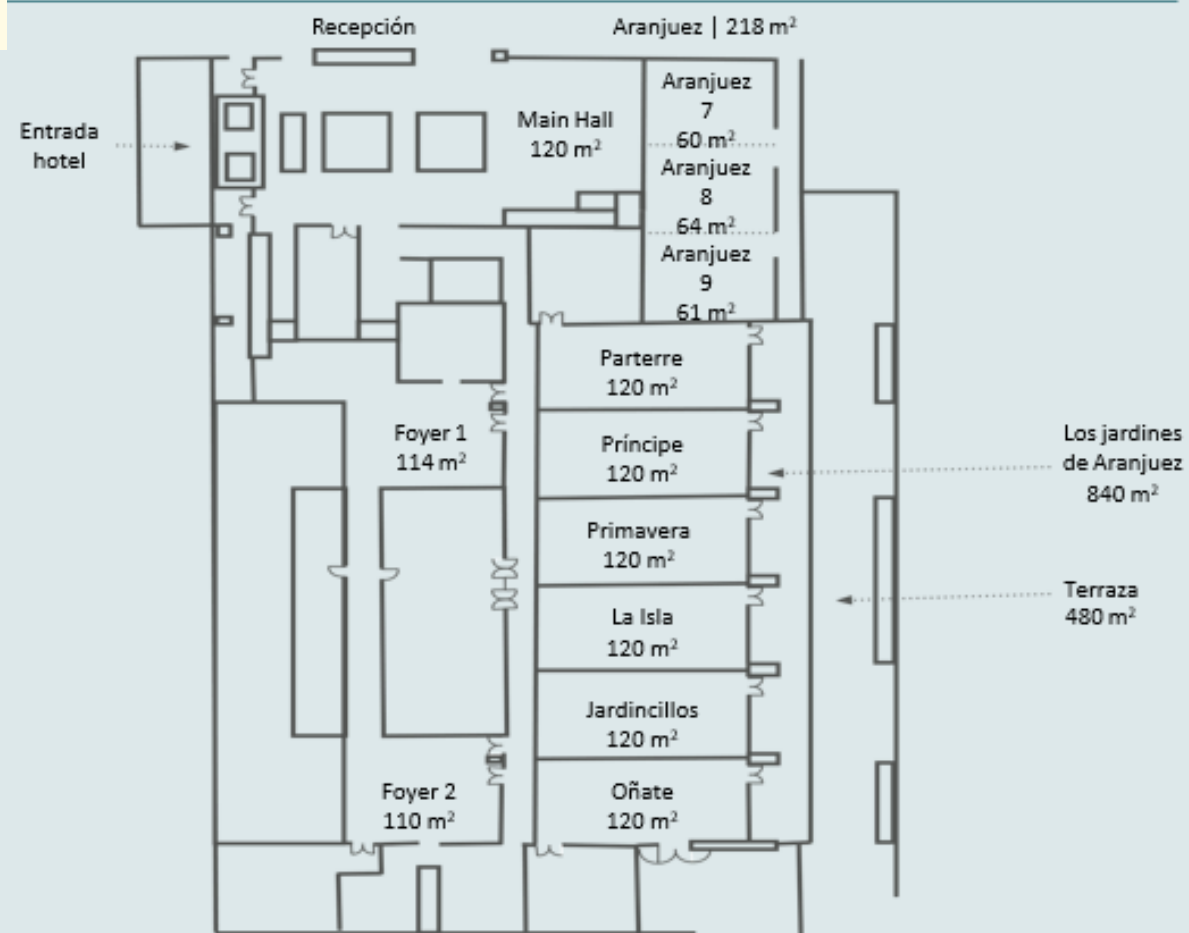 Recepción
Aranjuez | 218 m²
Entrada
hotel
Main Hall
120 m²
Aranjuez
7
60 m²
Aranjuez
8
64 m²
Aranjuez
9
61 m²
Parterre
120 m²
Foyer 1
114 m²
Príncipe
120 m²
Los jardines
de Aranjuez
840 m²
Primavera
120 m²
La Isla
120 m²
Terraza
480 m²
Jardincillos
120 m²
Foyer 2
110 m²
Oñate
120 m²